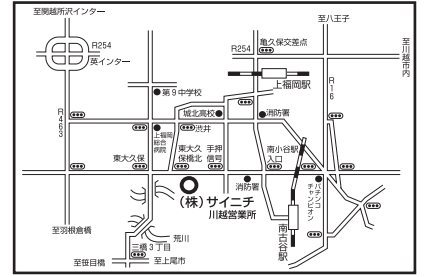 至関越所沢インター
至八王子
至川越市内
R254
英インター
R254
亀久保交差点
上福岡駅
R16
第9中学校
城北高校
消防署
R463
渋井
上福岡総合病院
東大久保
東大久保橋北
手押信号
南小谷駅入口
消防署
パチンコチャンピオン
(株)サイニチ
川越営業所
南古谷駅
至羽根倉橋
荒川
三橋3丁目
至笹目橋
至上尾市